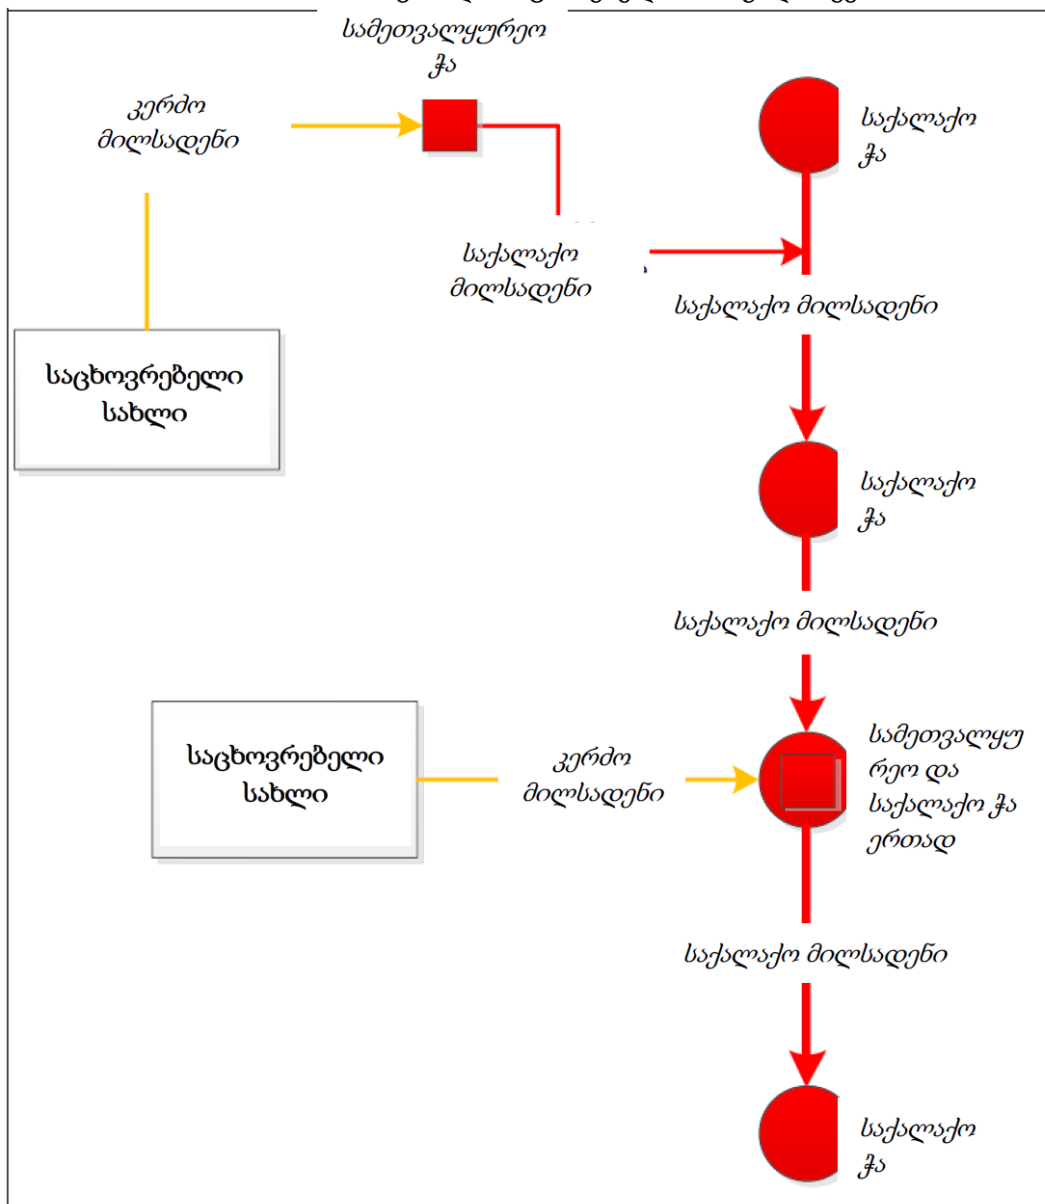 სამეთვალყურეო
ჭა
კერძო
მილსადენი
საქალაქო
ჭა
საქალაქო
მილსადენი
საქალაქო მილსადენი
საცხოვრებელი
სახლი
საქალაქო
ჭა
საქალაქო მილსადენი
საცხოვრებელი
სახლი
კერძო
მილსადენი
სამეთვალყუ
რეო და
საქალაქო ჭა
ერთად
საქალაქო მილსადენი
საქალაქო
ჭა